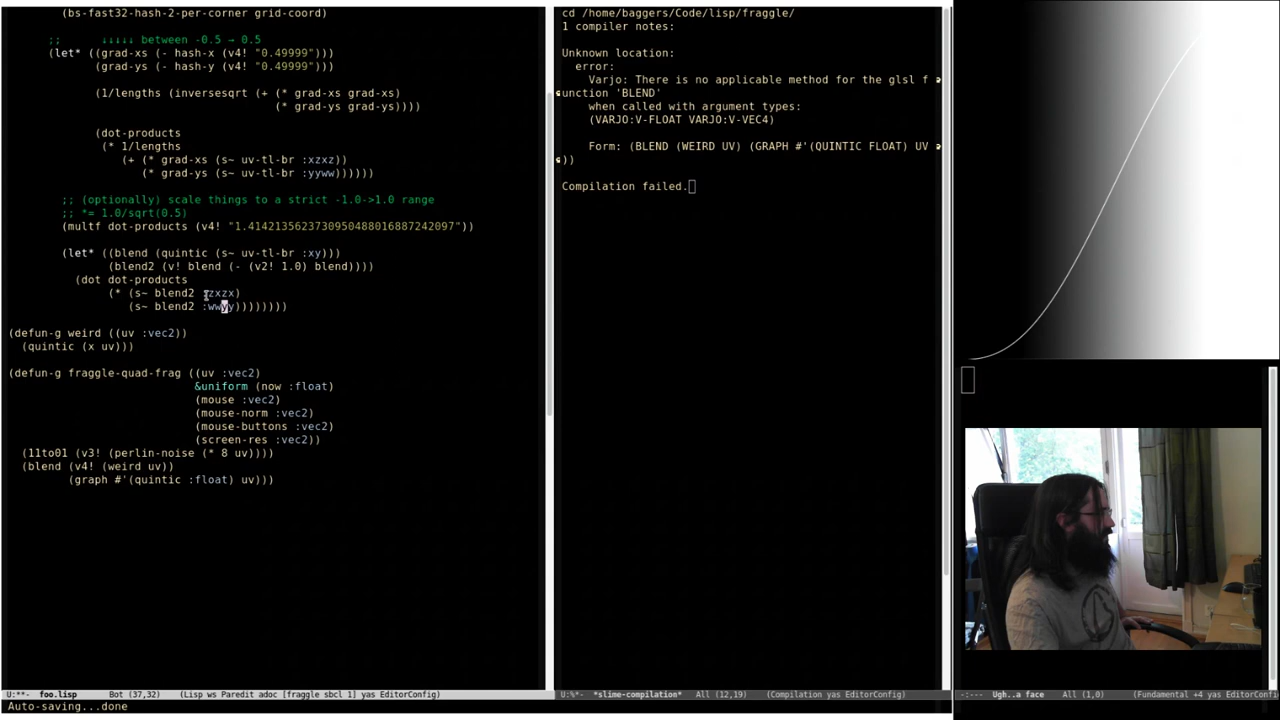 (bs-fast32-hash-2-per-corner grid-coord)
;; ↓↓↓↓↓ between -0.5 → 0.5
(let* ((grad-xs (- hash-x (v4! "0.49999")))
(grad-ys (- hash-y (v4! "0.49999")))
(1/lengths (inversesqrt (+ (* grad-xs grad-xs)
(* grad-ys grad-ys))))
(dot-products
(* 1/lengths
(+ (* grad-xs (s~ uv-tl-br :xzxz))
(* grad-ys (s~ uv-tl-br :yyww))))))
;; (optionally) scale things to a strict -1.0->1.0 range
;; *= 1.0/sqrt(0.5)
(multf dot-products (v4! "1.4142135623730950488016887242097"))
(let* ((blend (quintic (s~ uv-tl-br :xy)))
(blend2 (v! blend (- (v2! 1.0) blend))))
(dot dot-products
(* (s~ blend2 :zxzx)
(s~ blend2 :wwyy))))))))
(defun-g weird ((uv :vec2))
(quintic (x uv)))
(defun-g fraggle-quad-frag ((uv :vec2)
&uniform (now :float)
(mouse :vec2)
(mouse-norm :vec2)
(mouse-buttons :vec2)
(screen-res :vec2))
(11to01 (v3! (perlin-noise (* 8 uv))))
(blend (v4! (weird uv))
(graph #'(quintic :float) uv)))
U:**- foo.lisp Bot (37,32) (Lisp ws Paredit adoc [fraggle sbcl 1] yas EditorConfig)
Auto-saving...done
cd /home/baggers/Code/lisp/fraggle/
1 compiler notes:
Unknown location:
error:
Varjo: There is no applicable method for the glsl f
unction 'BLEND'
when called with argument types:
(VARJO:V-FLOAT VARJO:V-VEC4)
Form: (BLEND (WEIRD UV) (GRAPH #'(QUINTIC FLOAT) UV
))
Compilation failed.
U:%*- *slime-compilation* All (12,19) (Compilation yas EditorConfig)
-:--- Ugh..a face All (1,0) (Fundamental +4 yas EditorConfi